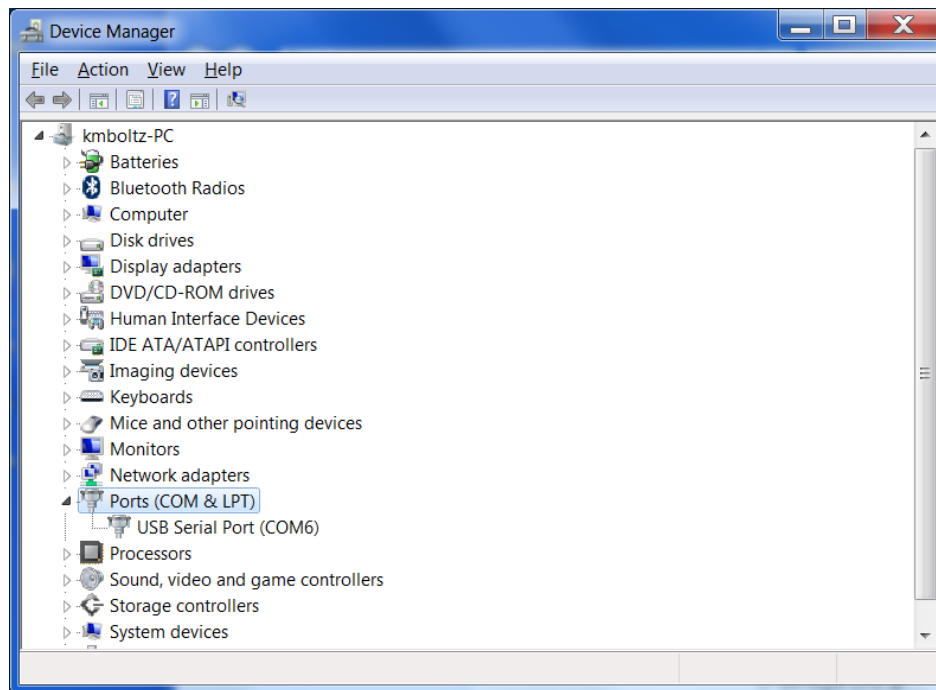 Device Manager
File Action View Help
kmboltz-PC
Batteries
Bluetooth Radios
Computer
Disk drives
Display adapters
DVD/CD-ROM drives
Human Interface Devices
IDE ATA/ATAPI controllers
Imaging devices
Keyboards
Mice and other pointing devices
Monitors
Network adapters
Ports (COM & LPT)
USB Serial Port (COM6)
Processors
Sound, video and game controllers
Storage controllers
System devices